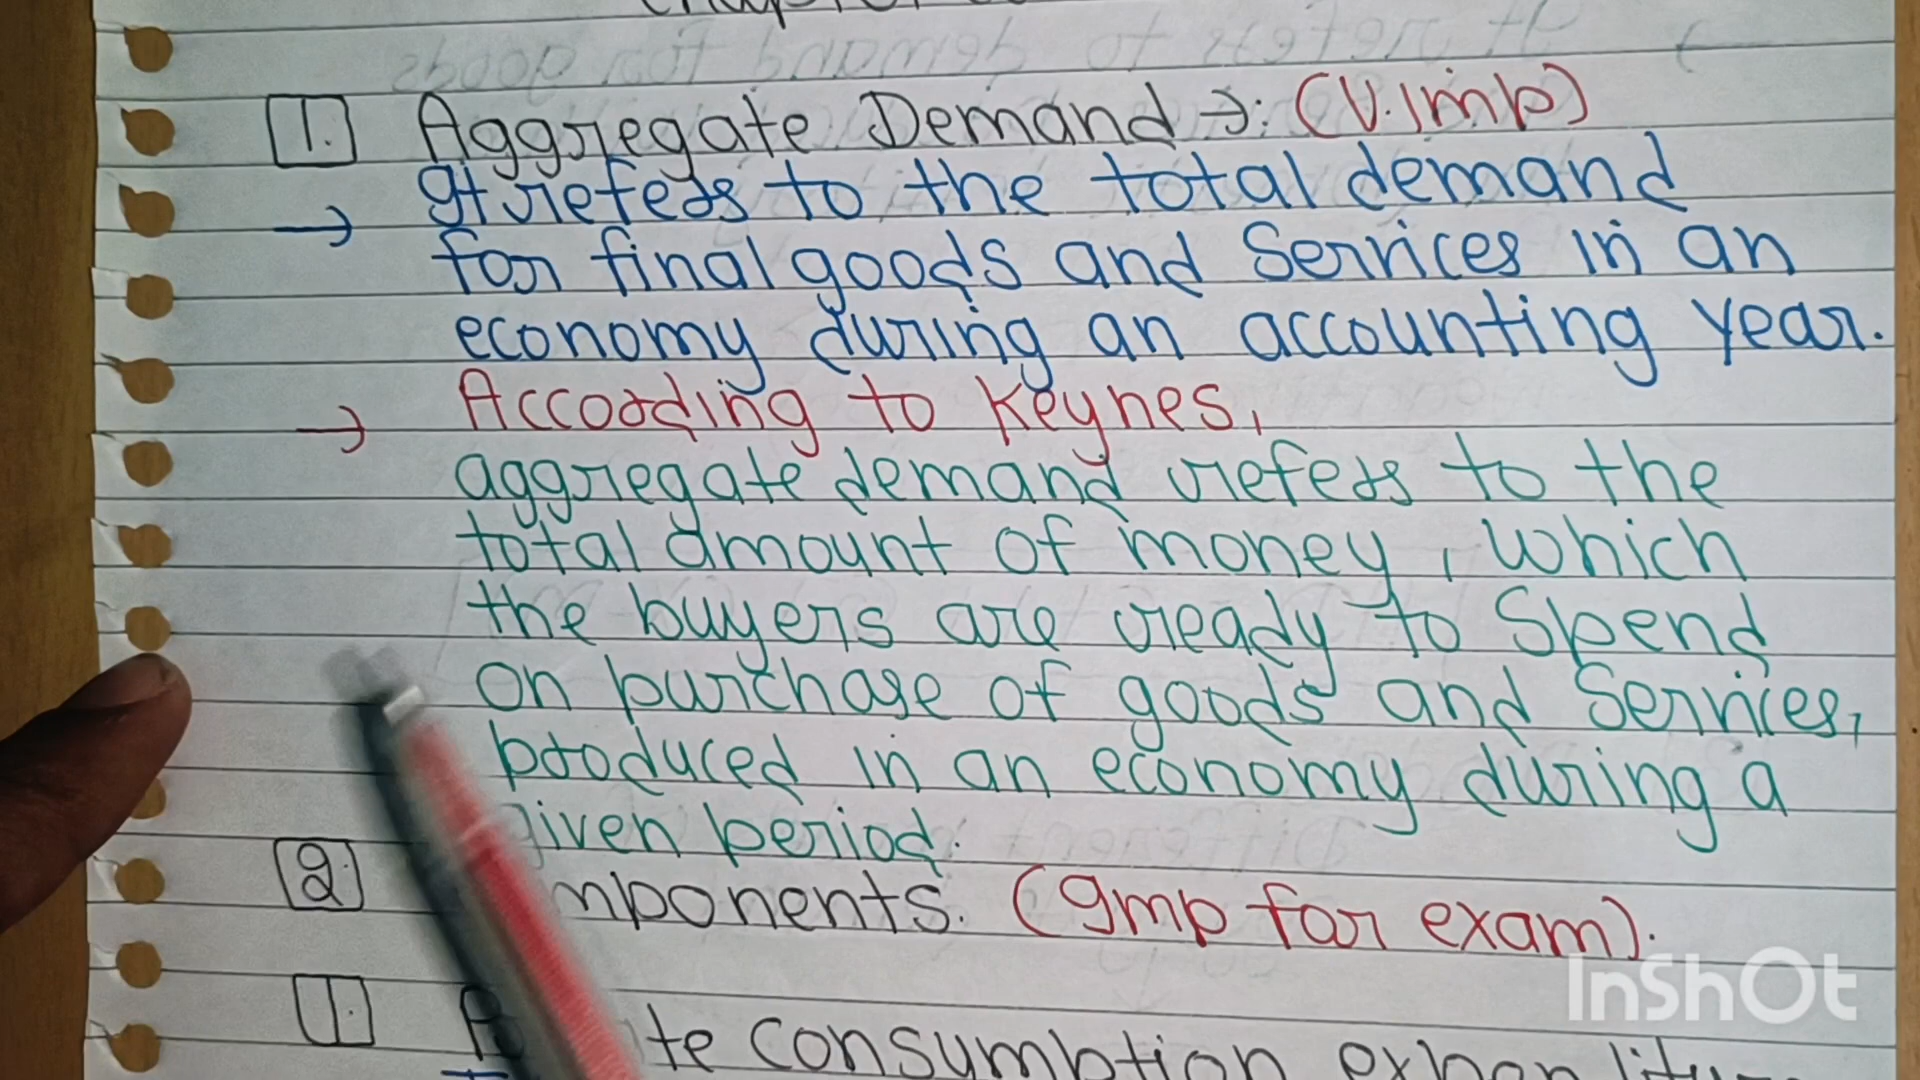 1. Aggregate Demand →: (V.Imp)
→ It refers to the total demand
for final goods and Services in an
economy during an accounting year.
→ According to Keynes,
aggregate demand refers to the
total amount of money, which
the buyers are ready to Spend
on purchase of goods and Services,
produced in an economy during a
given period.
2. mponents. (Imp for exam).
1. te consumption
InShOt